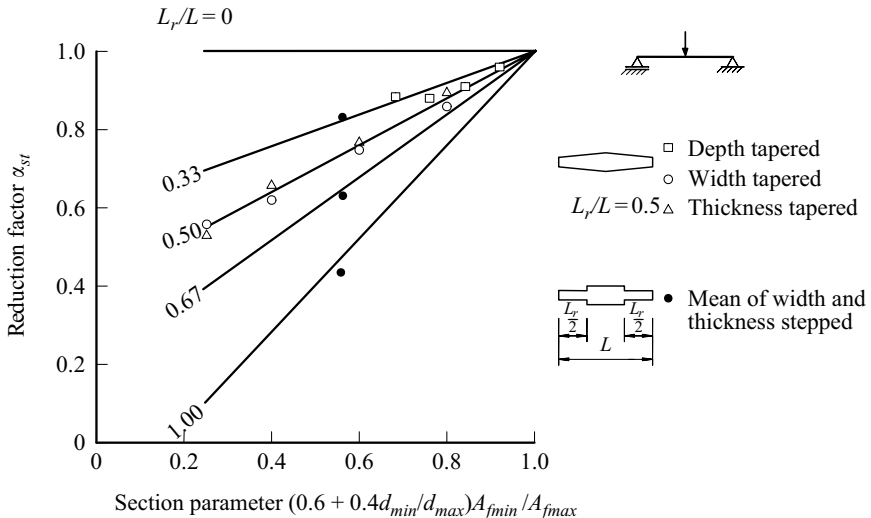 L_r/L = 0
1.0
0.8
0.6
0.4
0.2
0
Reduction factor α_st
0.33
0.50
0.67
1.00
0
0.2
0.4
0.6
0.8
1.0
Section parameter (0.6 + 0.4d_min/d_max)A_fmin/A_fmax
Depth tapered
Width tapered
L_r/L = 0.5
Thickness tapered
Mean of width and
thickness stepped
L_r/2
L_r/2
L